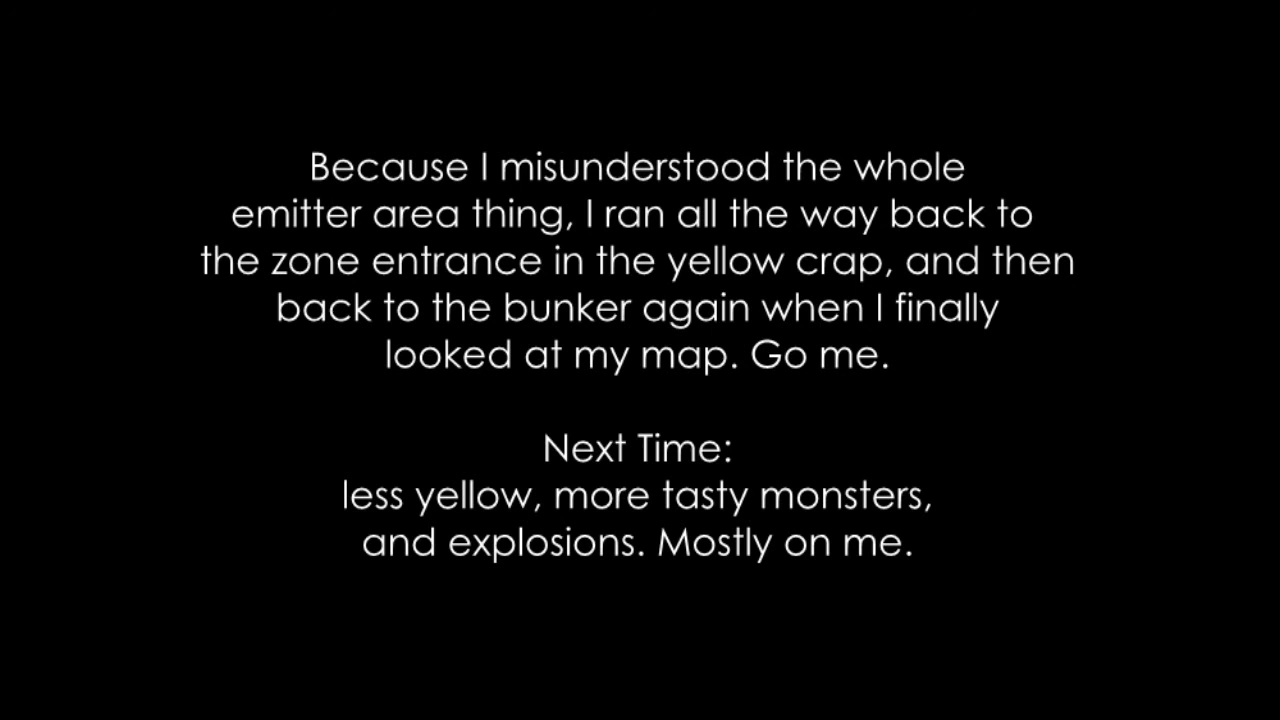 Because I misunderstood the whole
emitter area thing, I ran all the way back to
the zone entrance in the yellow crap, and then
back to the bunker again when I finally
looked at my map. Go me.
Next Time:
less yellow, more tasty monsters,
and explosions. Mostly on me.